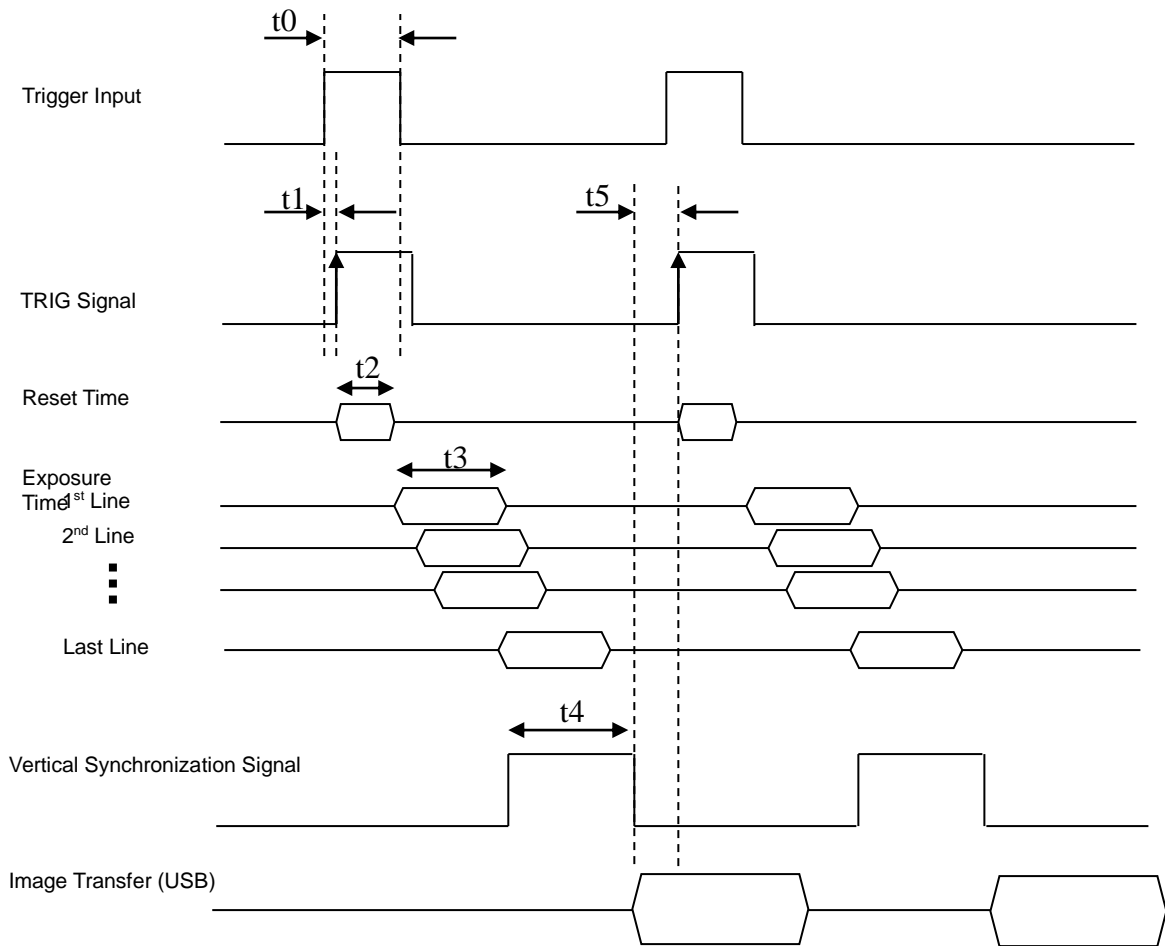 t0
Trigger Input
t1
t5
TRIG Signal
t2
Reset Time
t3
Exposure
Time
1st Line
2nd Line
Last Line
t4
Vertical Synchronization Signal
Image Transfer (USB)